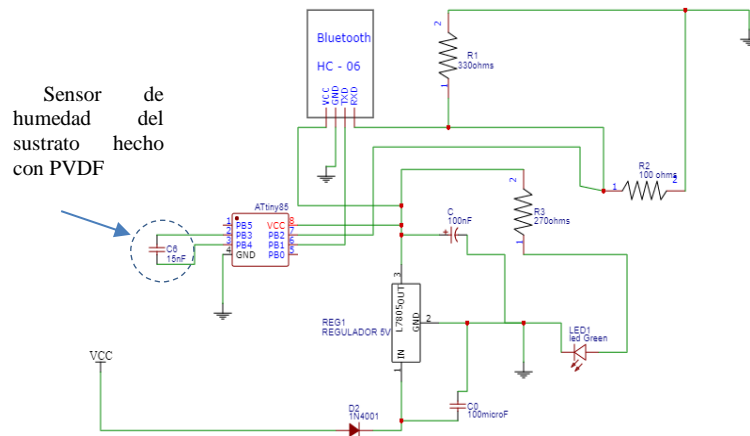 Sensor de
humedad del
sustrato hecho
con PVDF
Bluetooth
HC - 06
VCC
GND
TXD
RXD
R1
330ohms
2
1
R2
100 ohms
1
2
ATtiny85
1 PB5
2 PB3
3 PB4
4 GND
VCC 8
PB2 7
PB1 6
PB0 5
C6
15nF
C
100nF
+
2
R3
270ohms
1
3
OUT
L7805
GND
2
IN
1
REG1
REGULADOR 5V
LED1
led Green
VCC
D2
1N4001
C0
100microF